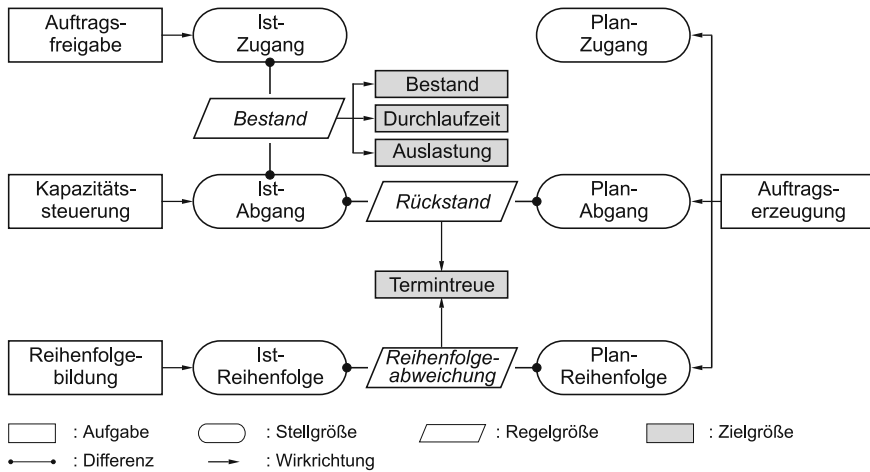 Auftrags-
freigabe
Ist-
Zugang
Plan-
Zugang
Bestand
Bestand
Durchlaufzeit
Auslastung
Kapazitäts-
steuerung
Ist-
Abgang
Rückstand
Plan-
Abgang
Auftrags-
erzeugung
Termintreue
Reihenfolge-
bildung
Ist-
Reihenfolge
Reihenfolge-
abweichung
Plan-
Reihenfolge
: Aufgabe
: Stellgröße
: Regelgröße
: Zielgröße
: Differenz
: Wirkrichtung